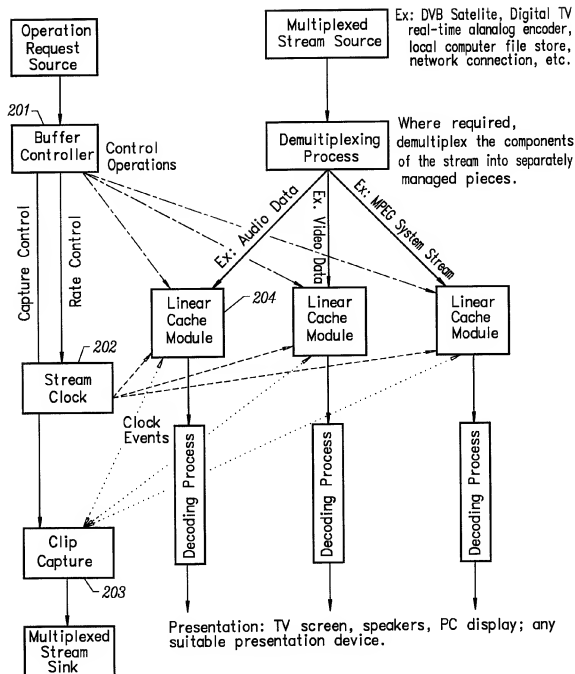 Operation
Request
Source
Multiplexed
Stream Source
Ex: DVB Satelite, Digital TV
real-time alanalog encoder,
local computer file store,
network connection, etc.
201
Buffer
Controller
Control
Operations
Demultiplexing
Process
Where required,
demultiplex the components
of the stream into separately
managed pieces.
Capture Control
Rate Control
Ex: Audio Data
Ex. Video Data
Ex: MPEG System Stream
Linear
Cache
Module
204
Linear
Cache
Module
Linear
Cache
Module
202
Stream
Clock
Clock
Events
Decoding Process
Decoding Process
Decoding Process
Clip
Capture
203
Multiplexed
Stream
Sink
Presentation: TV screen, speakers, PC display; any
suitable presentation device.